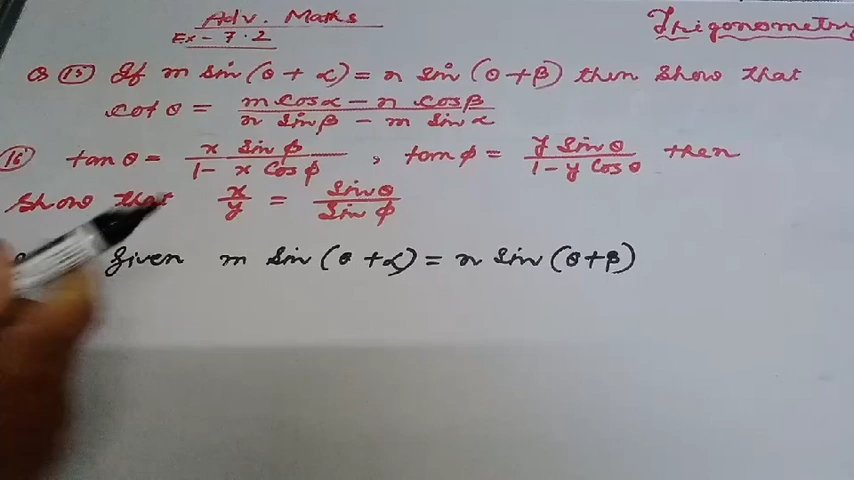 Adv. Maths
Trigonometry
Ex - 7.2
Q (15) If m sin (θ + α) = n sin (θ + β) then show that
cot θ = (m cos α - n cos β) / (n sin β - m sin α)
(16) tan θ = x sin φ / (1 - x cos φ) , tan φ = y sin θ / (1 - y cos θ) then
Show that x/y = sin θ / sin φ
Given m sin (θ + α) = n sin (θ + β)